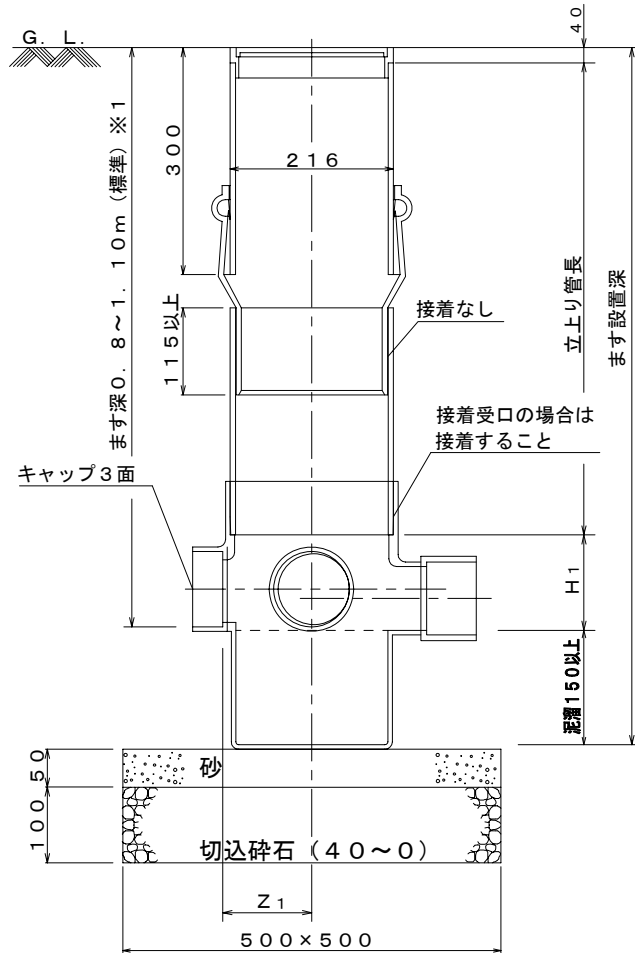 ４０
Ｇ．Ｌ．
ます深０．８～１．１０ｍ（標準）※１
３００
２１６
立上り管長
ます設置深
１１５以上
接着なし
接着受口の場合は
接着すること
キャップ３面
Ｈ１
泥溜１５０以上
５０
砂
１００
切込砕石（４０～０）
Ｚ１
５００×５００